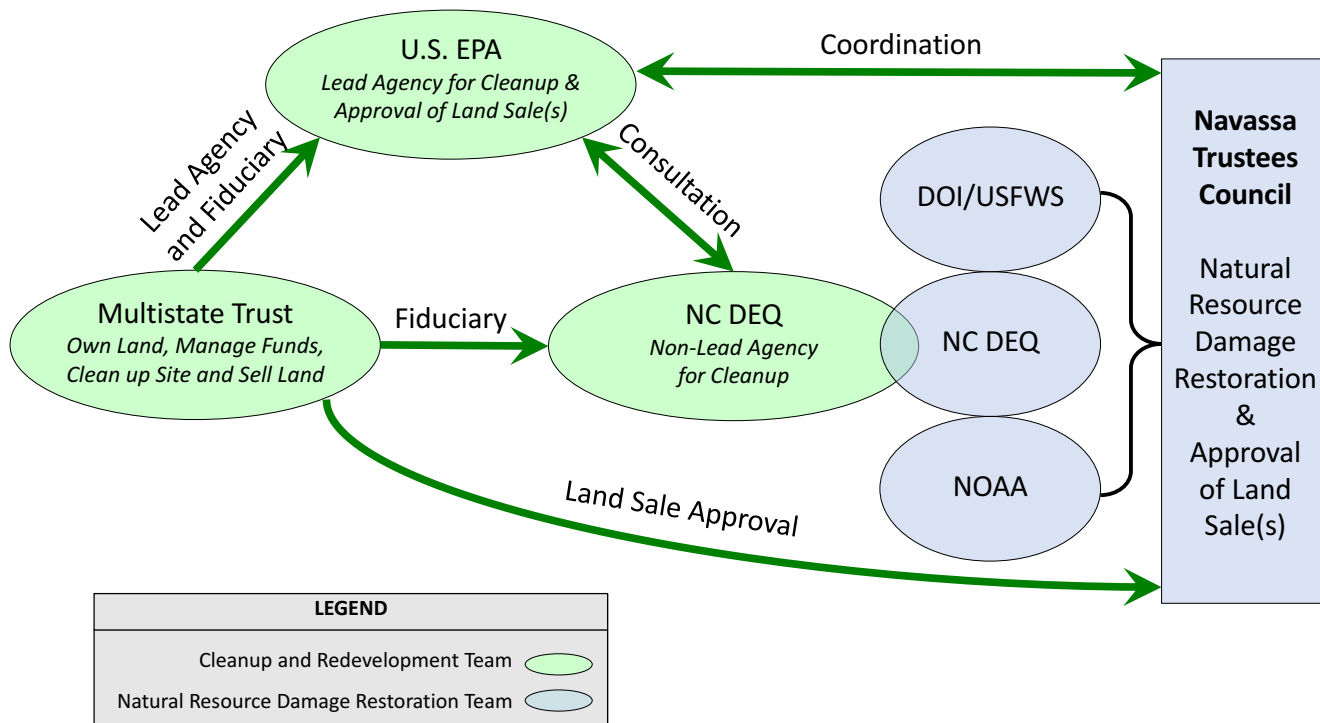 U.S. EPA
Lead Agency for Cleanup &
Approval of Land Sale(s)
Coordination
Lead Agency
and Fiduciary
Consultation
Navassa
Trustees
Council
Natural
Resource
Damage
Restoration
&
Approval
of Land
Sale(s)
DOI/USFWS
Multistate Trust
Own Land, Manage Funds,
Clean up Site and Sell Land
Fiduciary
NC DEQ
Non-Lead Agency
for Cleanup
NC DEQ
NOAA
Land Sale Approval
LEGEND
Cleanup and Redevelopment Team
Natural Resource Damage Restoration Team